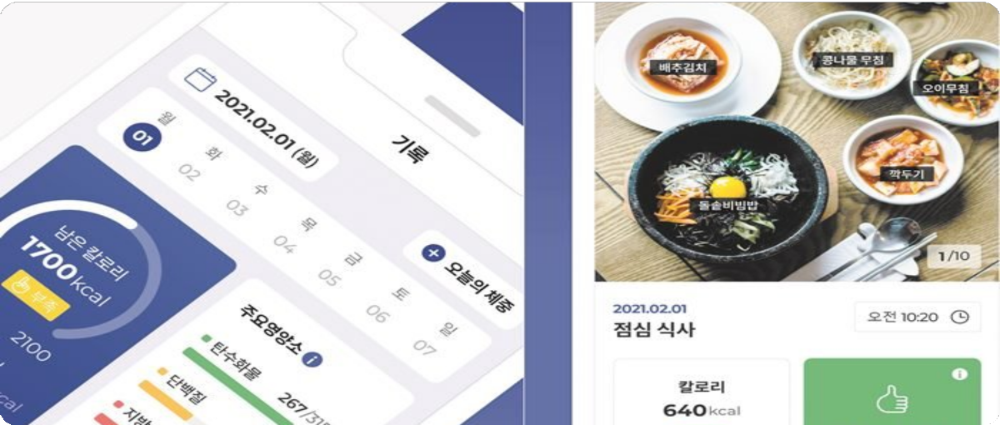 기록
2021.02.01 (월)
월 화 수 목 금 토 일
01 02 03 04 05 06 07
오늘의 체중
남은 칼로리
1700 kcal
부족
2100
주요영양소
탄수화물
267/31
단백질
지방
배추김치
콩나물 무침
오이무침
깍두기
돌솥비빔밥
1/10
2021.02.01
점심 식사
오전 10:20
칼로리
640 kcal